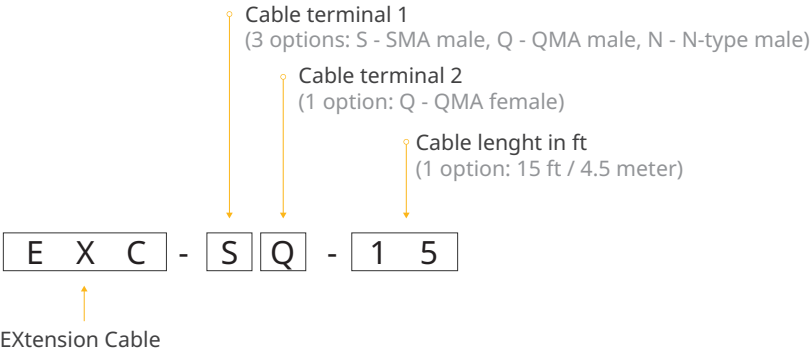 Cable terminal 1
(3 options: S - SMA male, Q - QMA male, N - N-type male)
Cable terminal 2
(1 option: Q - QMA female)
Cable lenght in ft
(1 option: 15 ft / 4.5 meter)
E X C - S Q - 1 5
EXtension Cable